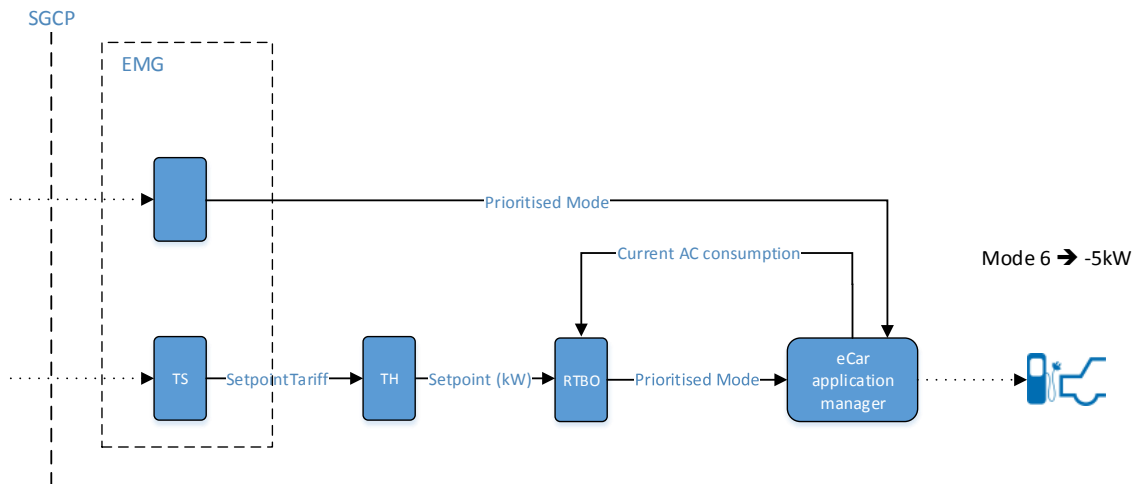 SGCP
EMG
Prioritised Mode
Current AC consumption
Mode 6 ➔ -5kW
TS
SetpointTariff
TH
Setpoint (kW)
RTBO
Prioritised Mode
eCar
application
manager